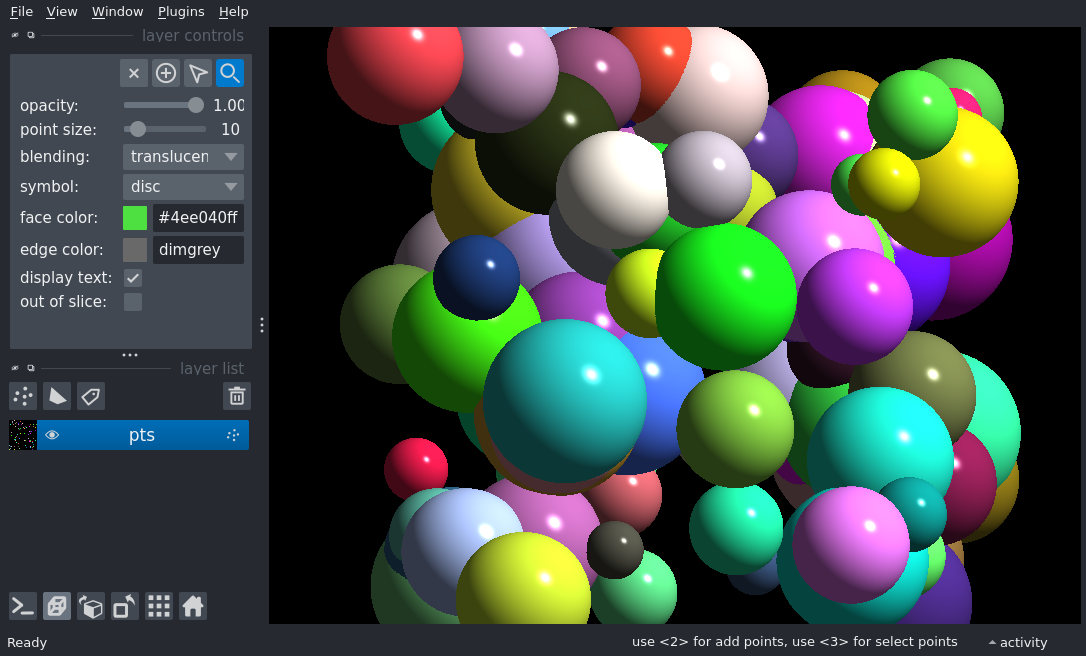 File View Window Plugins Help
layer controls
opacity: 1.00
point size: 10
blending: translucen
symbol: disc
face color: #4ee040ff
edge color: dimgrey
display text:
out of slice:
layer list
pts
Ready
use <2> for add points, use <3> for select points
activity